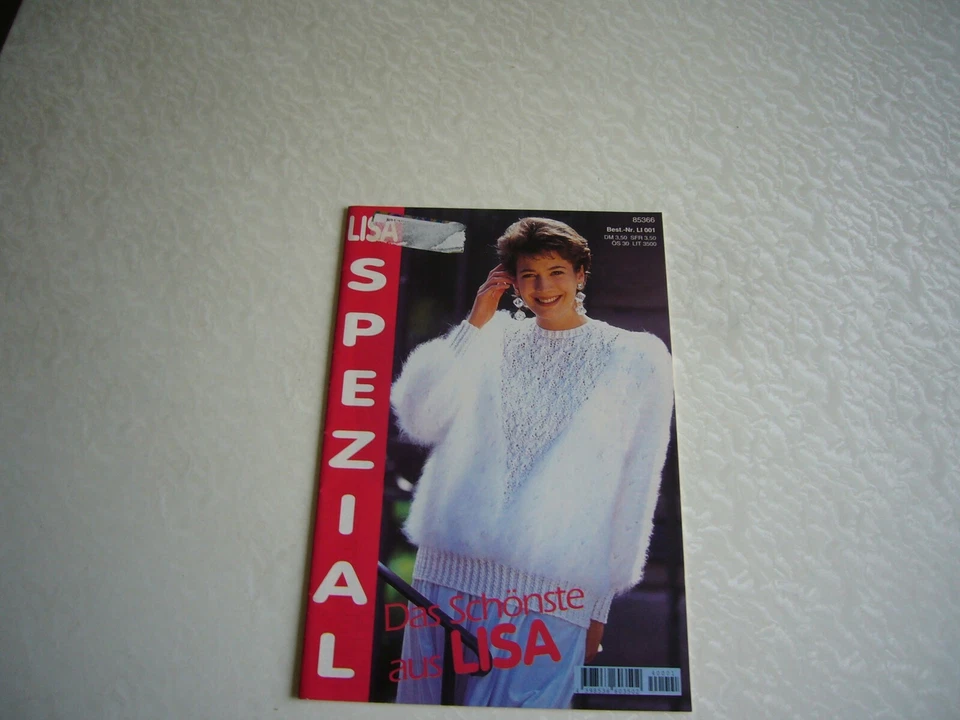 LISA
SPEZIAL
85366
Best.-Nr. LI 001
DM 3,50 SFR 3,50
ÖS 30 LIT 3500
Das Schönste
aus LISA